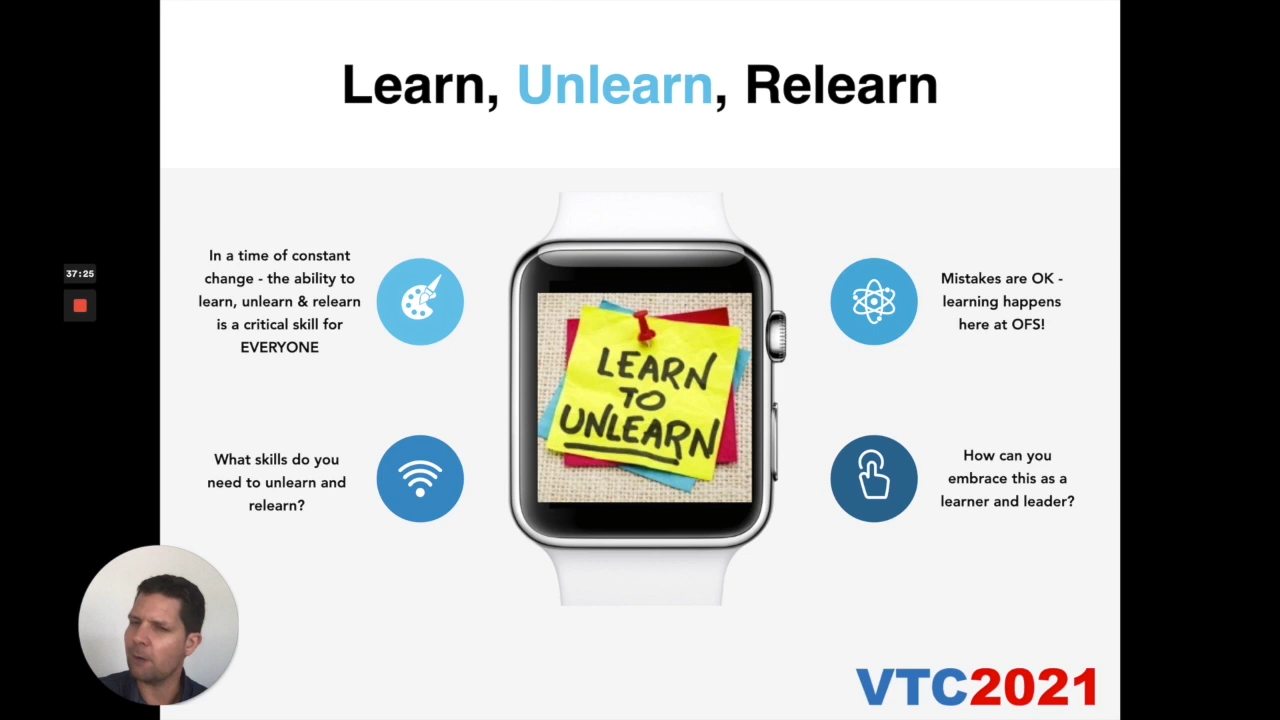 Learn, Unlearn, Relearn
In a time of constant
change - the ability to
learn, unlearn & relearn
is a critical skill for
EVERYONE
Mistakes are OK -
learning happens
here at OFS!
37:25
LEARN
TO
UNLEARN
What skills do you
need to unlearn and
relearn?
How can you
embrace this as a
learner and leader?
VTC2021